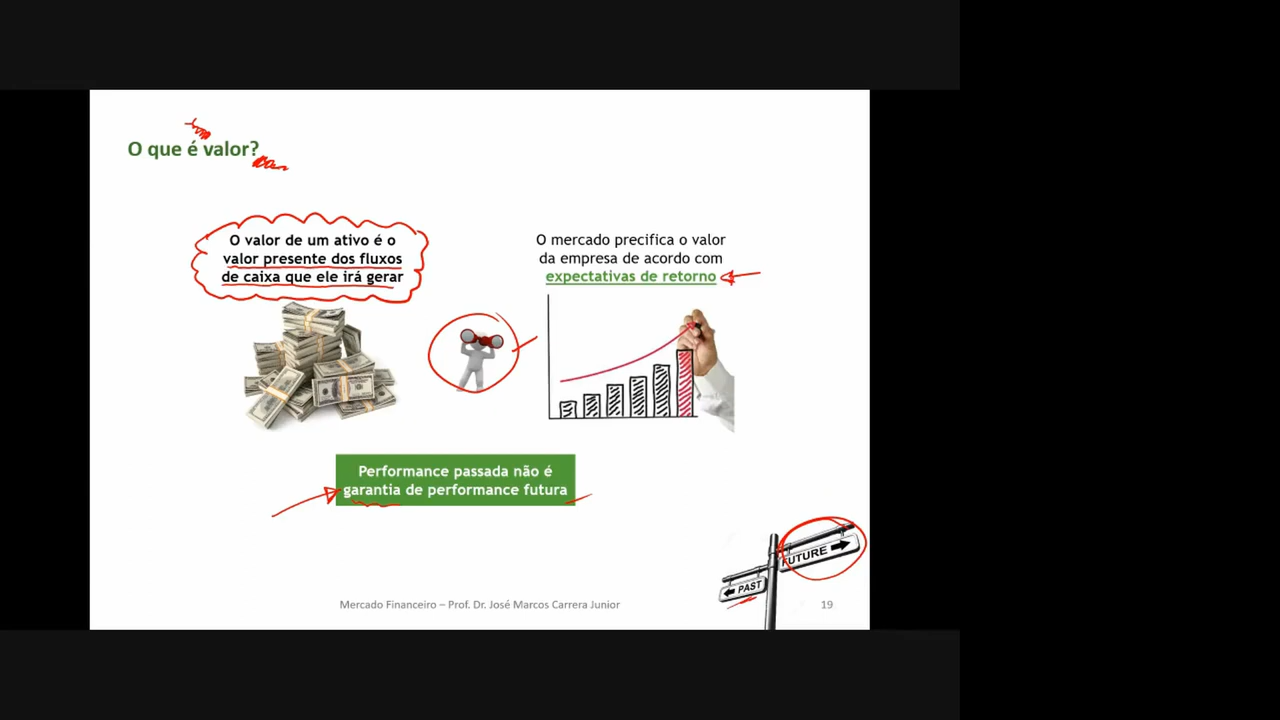 O que é valor?
O valor de um ativo é o
valor presente dos fluxos
de caixa que ele irá gerar
O mercado precifica o valor
da empresa de acordo com
expectativas de retorno
Performance passada não é
garantia de performance futura
FUTURE
PAST
Mercado Financeiro – Prof. Dr. José Marcos Carrera Junior
19